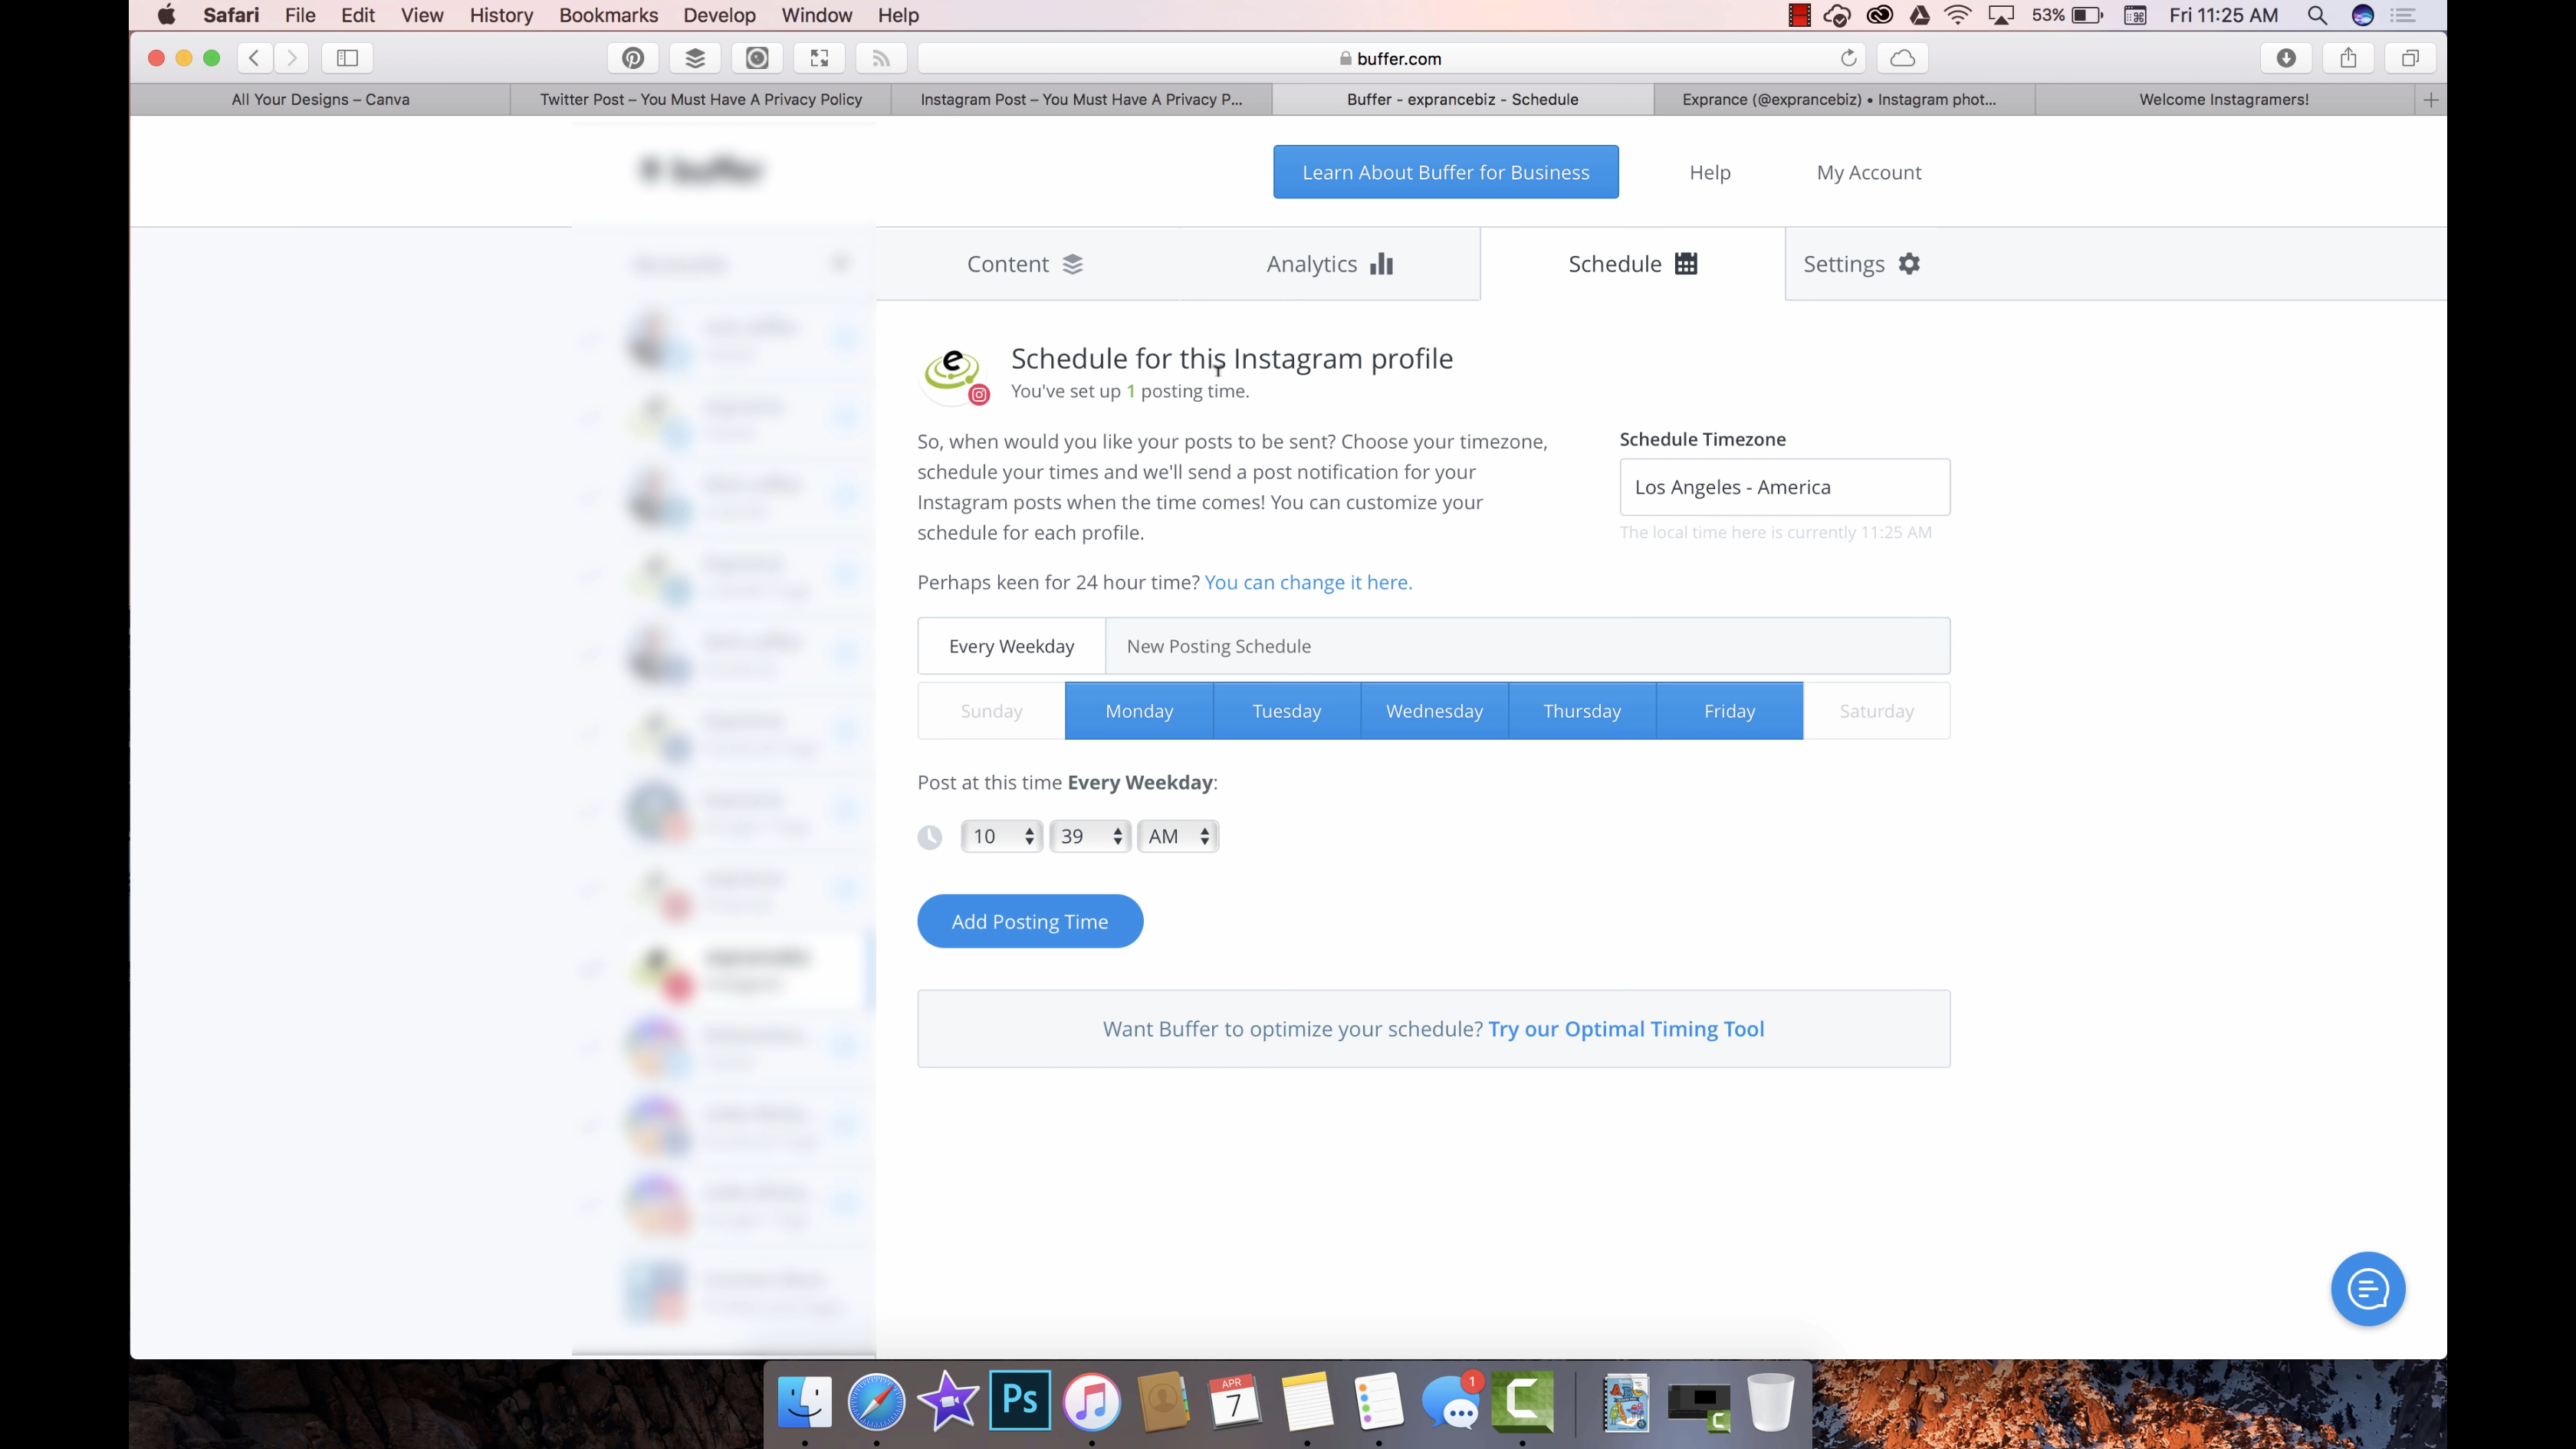 Safari File Edit View History Bookmarks Develop Window Help 53% Fri 11:25 AM
buffer.com
All Your Designs – Canva
Twitter Post – You Must Have A Privacy Policy
Instagram Post – You Must Have A Privacy P...
Buffer - exprancebiz - Schedule
Exprance (@exprancebiz) • Instagram phot...
Welcome Instagramers!
buffer
Learn About Buffer for Business
Help
My Account
Content
Analytics
Schedule
Settings
Schedule for this Instagram profile
You've set up 1 posting time.
So, when would you like your posts to be sent? Choose your timezone,
schedule your times and we'll send a post notification for your
Instagram posts when the time comes! You can customize your
schedule for each profile.
Schedule Timezone
Los Angeles - America
The local time here is currently 11:25 AM
Perhaps keen for 24 hour time? You can change it here.
Every Weekday
New Posting Schedule
Sunday Monday Tuesday Wednesday Thursday Friday Saturday
Post at this time Every Weekday:
10 39 AM
Add Posting Time
Want Buffer to optimize your schedule? Try our Optimal Timing Tool
Ps
APR
7
1
C